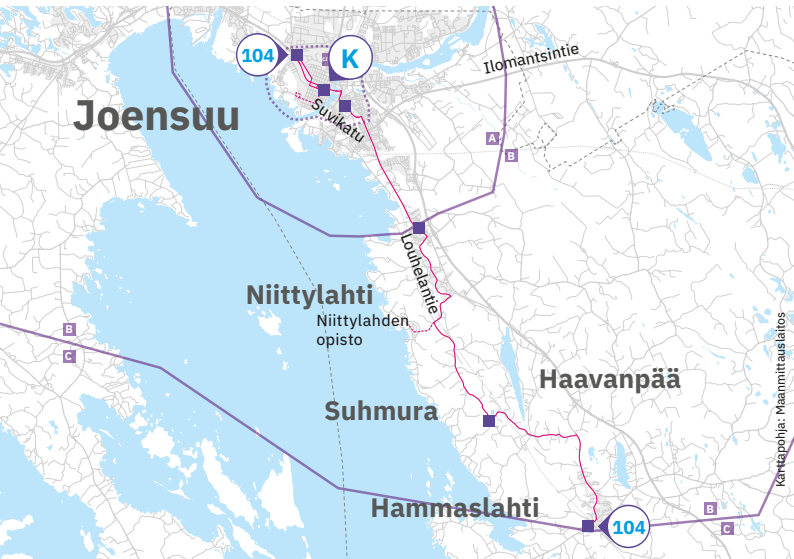 104
K
Ilomantsintie
Joensuu
Suvikatu
A
B
Louhelantie
Niittylahti
Niittylahden
opisto
B
C
Haavanpää
Suhmura
Hammaslahti
104
B
C
Karttapohja: Maanmittauslaitos